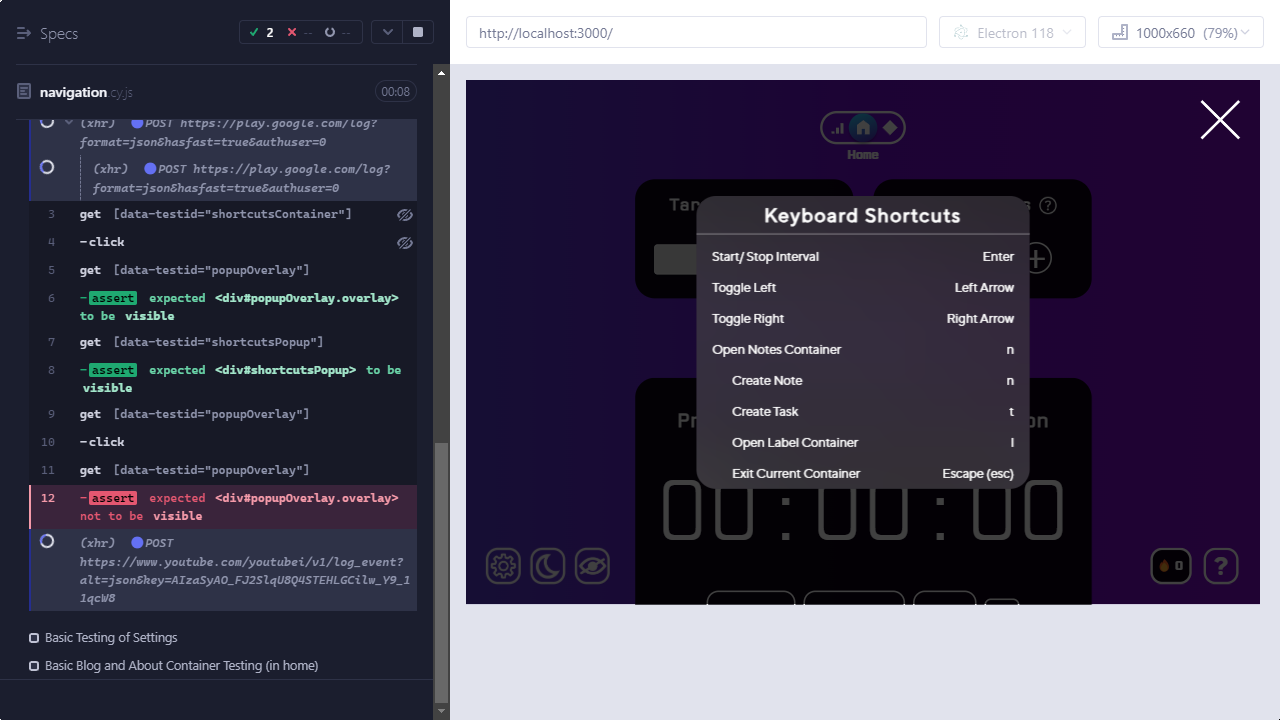 Specs
2 -- --
navigation.cy.js
00:08
(xhr) POST https://play.google.com/log?
format=json&hasfast=true&authuser=0
(xhr) POST https://play.google.com/log?
format=json&hasfast=true&authuser=0
3 get [data-testid="shortcutsContainer"]
4 -click
5 get [data-testid="popupOverlay"]
6 -assert expected <div#popupOverlay.overlay>
to be visible
7 get [data-testid="shortcutsPopup"]
8 -assert expected <div#shortcutsPopup> to be
visible
9 get [data-testid="popupOverlay"]
10 -click
11 get [data-testid="popupOverlay"]
12 -assert expected <div#popupOverlay.overlay>
not to be visible
(xhr) POST
https://www.youtube.com/youtubei/v1/log_event?
alt=json&key=AIzaSyAO_FJ2SlqU8Q4STEHLGCilw_Y9_1
1qcW8
Basic Testing of Settings
Basic Blog and About Container Testing (in home)
http://localhost:3000/
Electron 118
1000x660 (79%)
Home
Tar
s ?
Keyboard Shortcuts
Start/ Stop Interval Enter
Toggle Left Left Arrow
Toggle Right Right Arrow
Open Notes Container n
Create Note n
Create Task t
Open Label Container l
Exit Current Container Escape (esc)
Pr
on
00:00:00
0
?